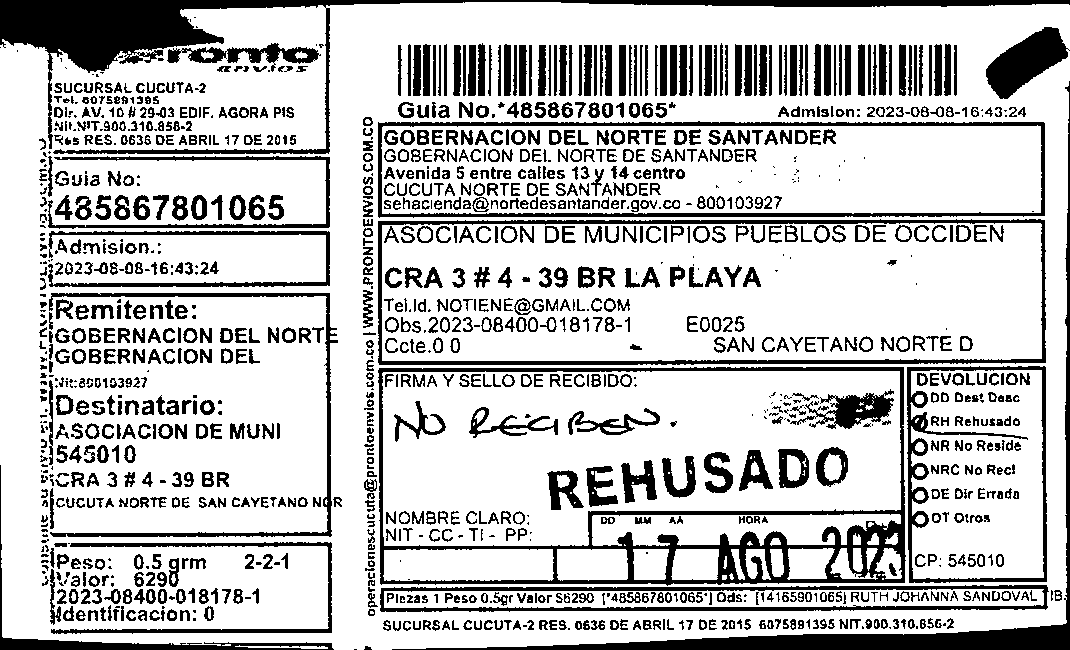 ronto
envios
SUCURSAL CUCUTA-2
Tel. 6075891395
Dir. AV. 10 # 29-03 EDIF. AGORA PIS
Nit.NIT.900.310.856-2
Res RES. 0636 DE ABRIL 17 DE 2015
Guia No:
485867801065
Admision.:
2023-08-08-16:43:24
Remitente:
GOBERNACION DEL NORTE
GOBERNACION DEL
Nit:800103927
Destinatario:
ASOCIACION DE MUNI
545010
CRA 3 # 4 - 39 BR
CUCUTA NORTE DE SAN CAYETANO NOR
Peso: 0.5 grm 2-2-1
Valor: 6290
2023-08400-018178-1
Identificacion: 0
operacionescucuta@prontoenvios.com.co | WWW.PRONTOENVIOS.COM.CO
Guia No.*485867801065*
Admision: 2023-08-08-16:43:24
GOBERNACION DEL NORTE DE SANTANDER
GOBERNACION DEL NORTE DE SANTANDER
Avenida 5 entre calles 13 y 14 centro
CUCUTA NORTE DE SANTANDER
sehacienda@nortedesantander.gov.co - 800103927
ASOCIACION DE MUNICIPIOS PUEBLOS DE OCCIDEN
CRA 3 # 4 - 39 BR LA PLAYA
Tel.Id. NOTIENE@GMAIL.COM
Obs.2023-08400-018178-1 E0025
Ccte.0 0 SAN CAYETANO NORTE D
FIRMA Y SELLO DE RECIBIDO:
NO RECIBEN.
REHUSADO
NOMBRE CLARO:
NIT - CC - TI - PP:
DD MM AA HORA
17 AGO 2023
DEVOLUCION
DD Dest Desc
RH Rehusado
NR No Reside
NRC No Recl
DE Dir Errada
OT Otros
CP: 545010
Piezas 1 Peso 0.5gr Valor $6290 [*485867801065*] Ods: [14165901065] RUTH JOHANNA SANDOVAL TIB
SUCURSAL CUCUTA-2 RES. 0636 DE ABRIL 17 DE 2015 6075891395 NIT.900.310.856-2